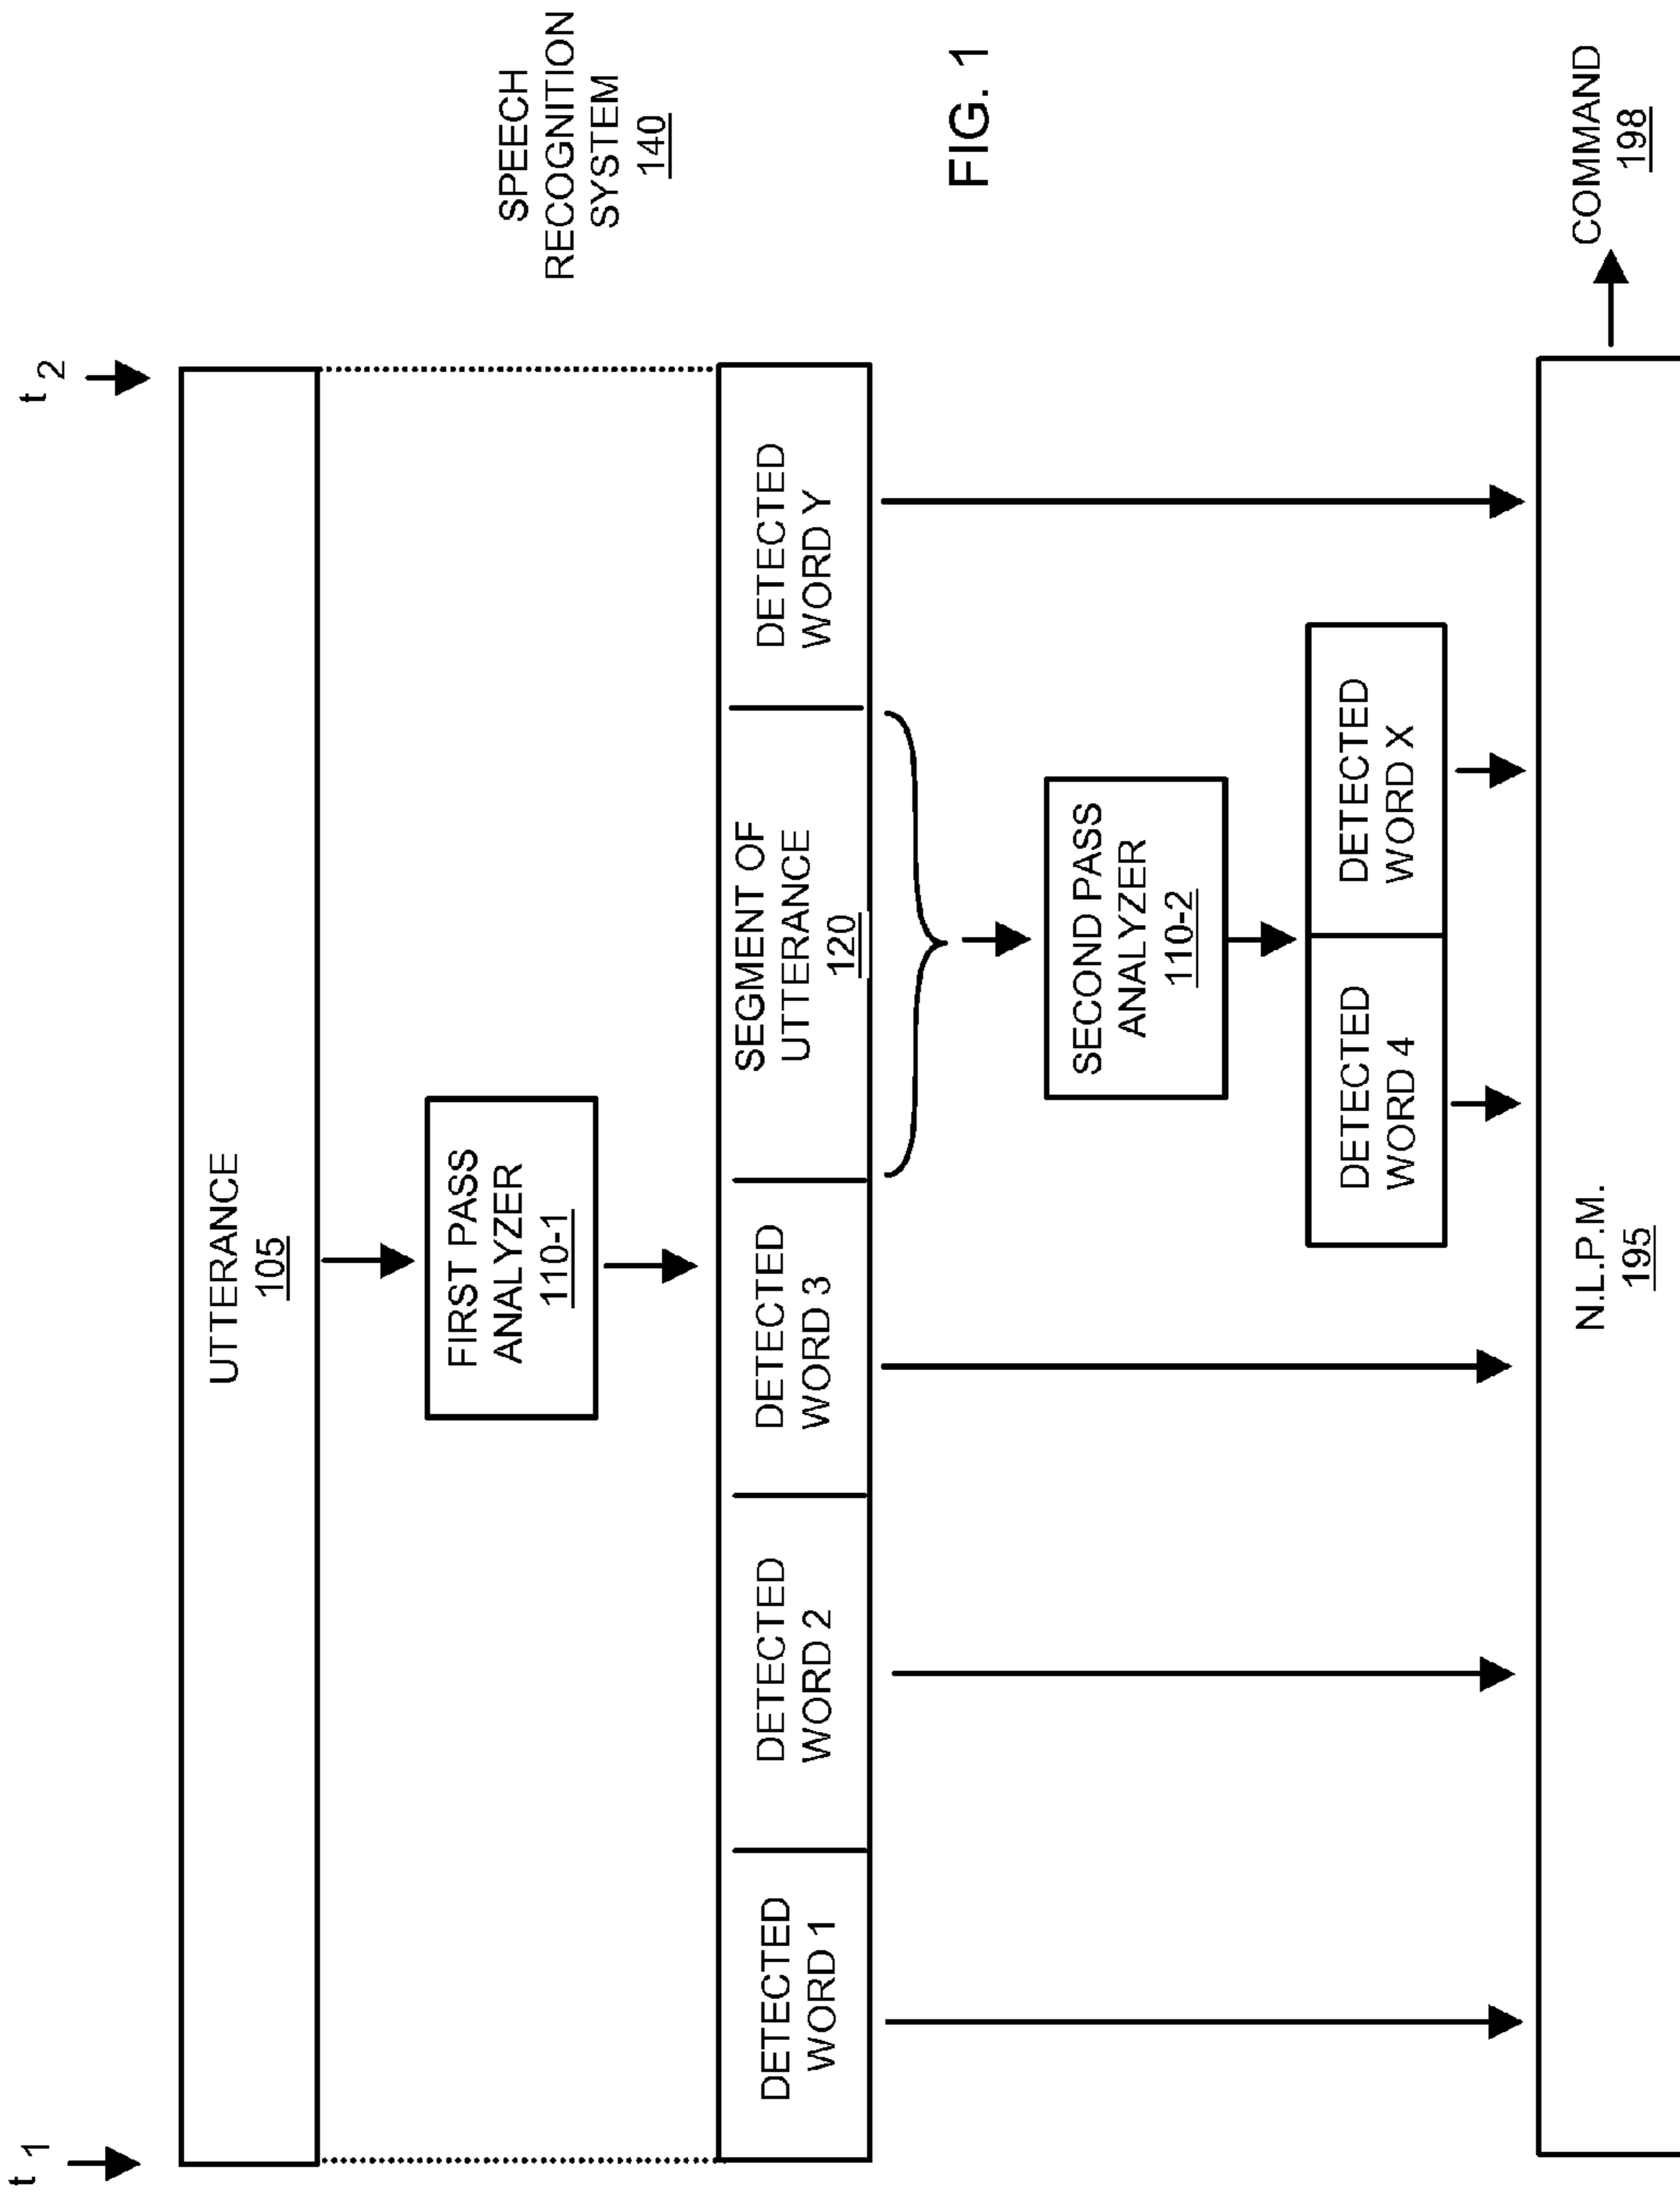 t 1
t 2
UTTERANCE
105
FIRST PASS
ANALYZER
110-1
SPEECH
RECOGNITION
SYSTEM
140
DETECTED
WORD 1
DETECTED
WORD 2
DETECTED
WORD 3
SEGMENT OF
UTTERANCE
120
DETECTED
WORD Y
SECOND PASS
ANALYZER
110-2
FIG. 1
DETECTED
WORD 4
DETECTED
WORD X
N.L.P.M.
195
COMMAND
198